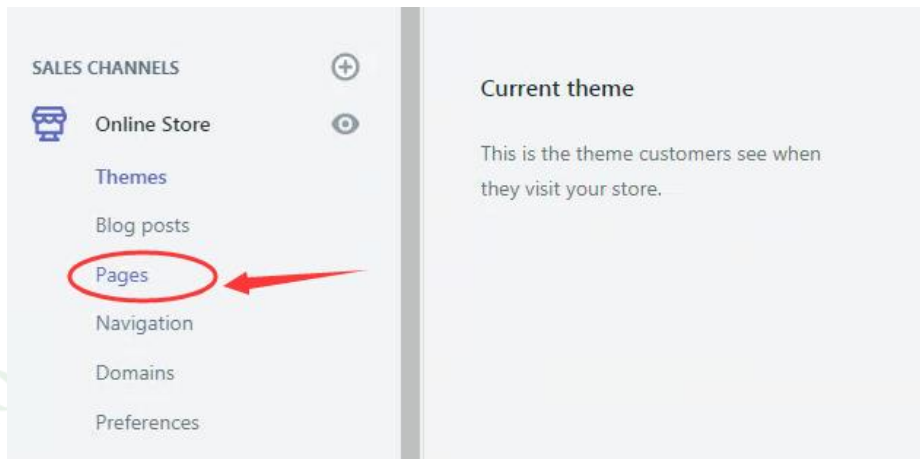 SALES CHANNELS
Online Store
Themes
Blog posts
Pages
Navigation
Domains
Preferences
Current theme
This is the theme customers see when
they visit your store.